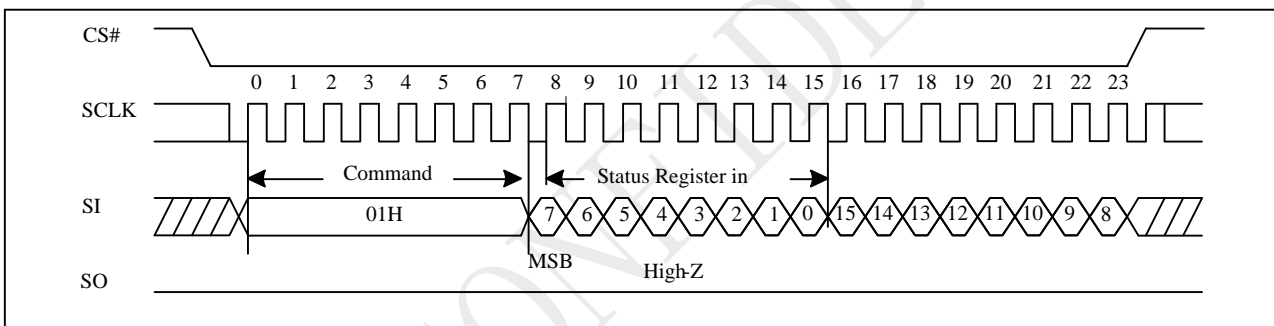 CS#
0 1 2 3 4 5 6 7 8 9 10 11 12 13 14 15 16 17 18 19 20 21 22 23
SCLK
Command Status Register in
SI 01H 7 6 5 4 3 2 1 0 15 14 13 12 11 10 9 8
MSB High-Z
SO